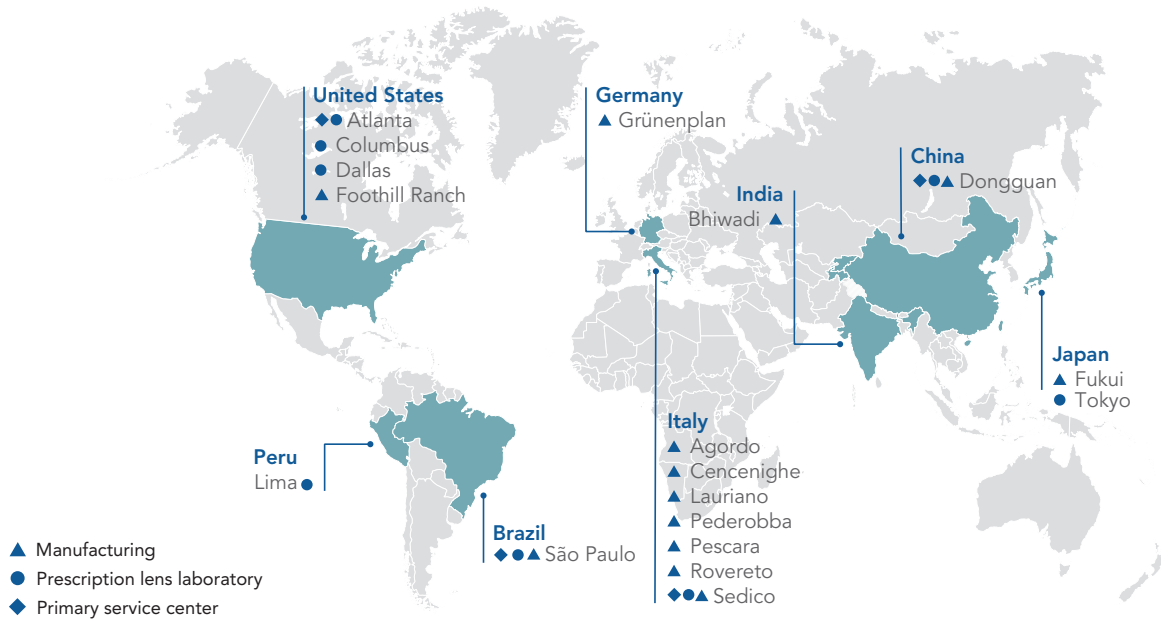 United States
Atlanta
Columbus
Dallas
Foothill Ranch
Germany
Grünenplan
China
Dongguan
India
Bhiwadi
Japan
Fukui
Tokyo
Italy
Agordo
Cencenighe
Lauriano
Pederobba
Pescara
Rovereto
Sedico
Peru
Lima
Brazil
São Paulo
Manufacturing
Prescription lens laboratory
Primary service center